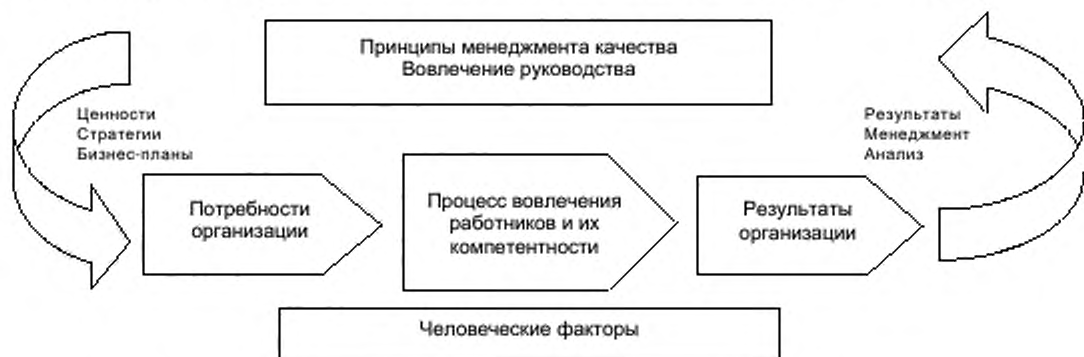 Принципы менеджмента качества
Вовлечение руководства
Ценности
Стратегии
Бизнес-планы
Результаты
Менеджмент
Анализ
Потребности
организации
Процесс вовлечения
работников и их
компетентности
Результаты
организации
Человеческие факторы